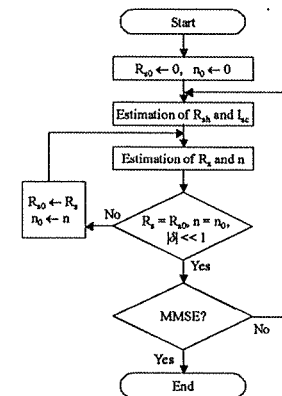 Start
Rs0 ← 0, n0 ← 0
Estimation of Rsh and Isc
Estimation of Rs and n
Rs0 ← Rs
n0 ← n
No
Rs = Rs0, n = n0,
|δ| << 1
Yes
MMSE?
No
Yes
End